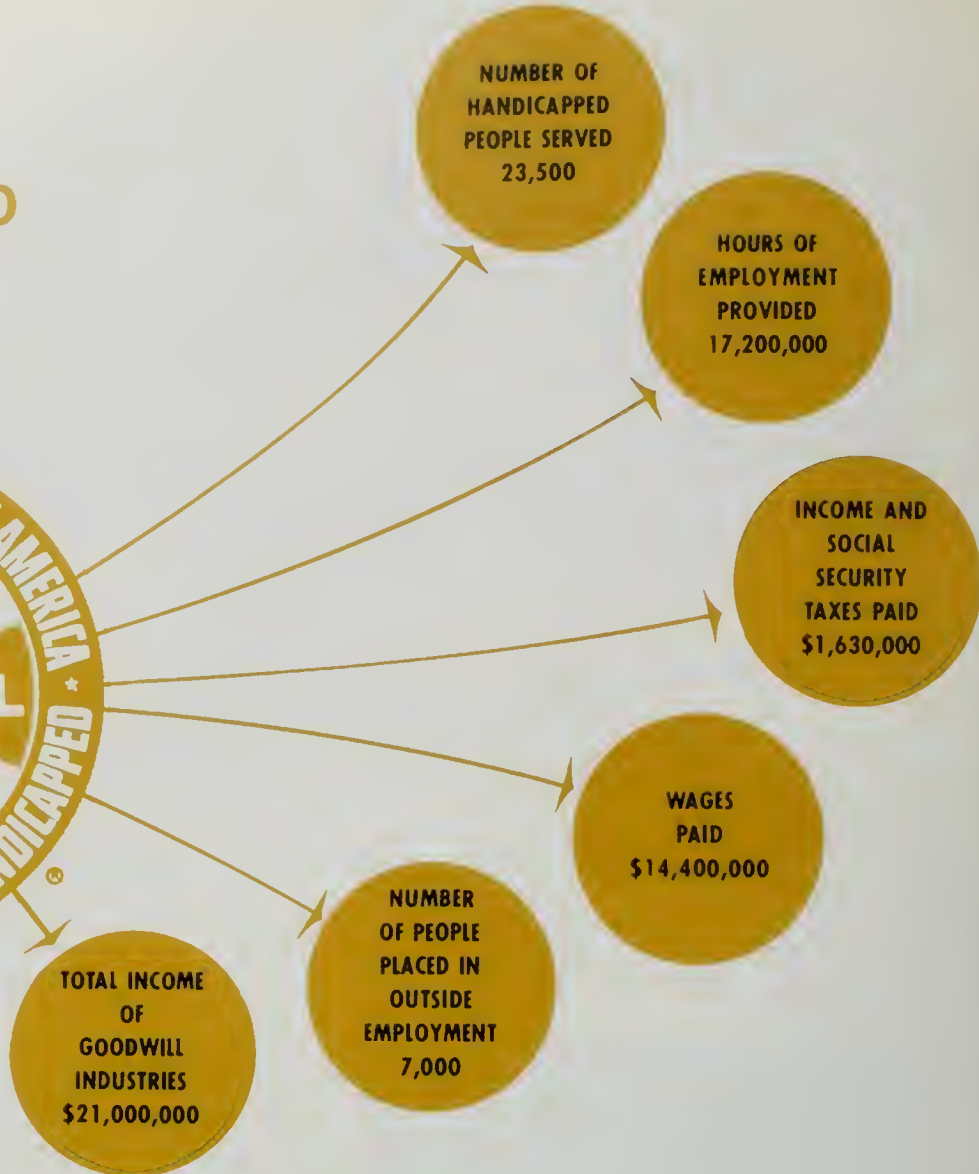 NUMBER OF
HANDICAPPED
PEOPLE SERVED
23,500
HOURS OF
EMPLOYMENT
PROVIDED
17,200,000
INCOME AND
SOCIAL
SECURITY
TAXES PAID
$1,630,000
WAGES
PAID
$14,400,000
NUMBER
OF PEOPLE
PLACED IN
OUTSIDE
EMPLOYMENT
7,000
TOTAL INCOME
OF
GOODWILL
INDUSTRIES
$21,000,000
AMERICA ★
®